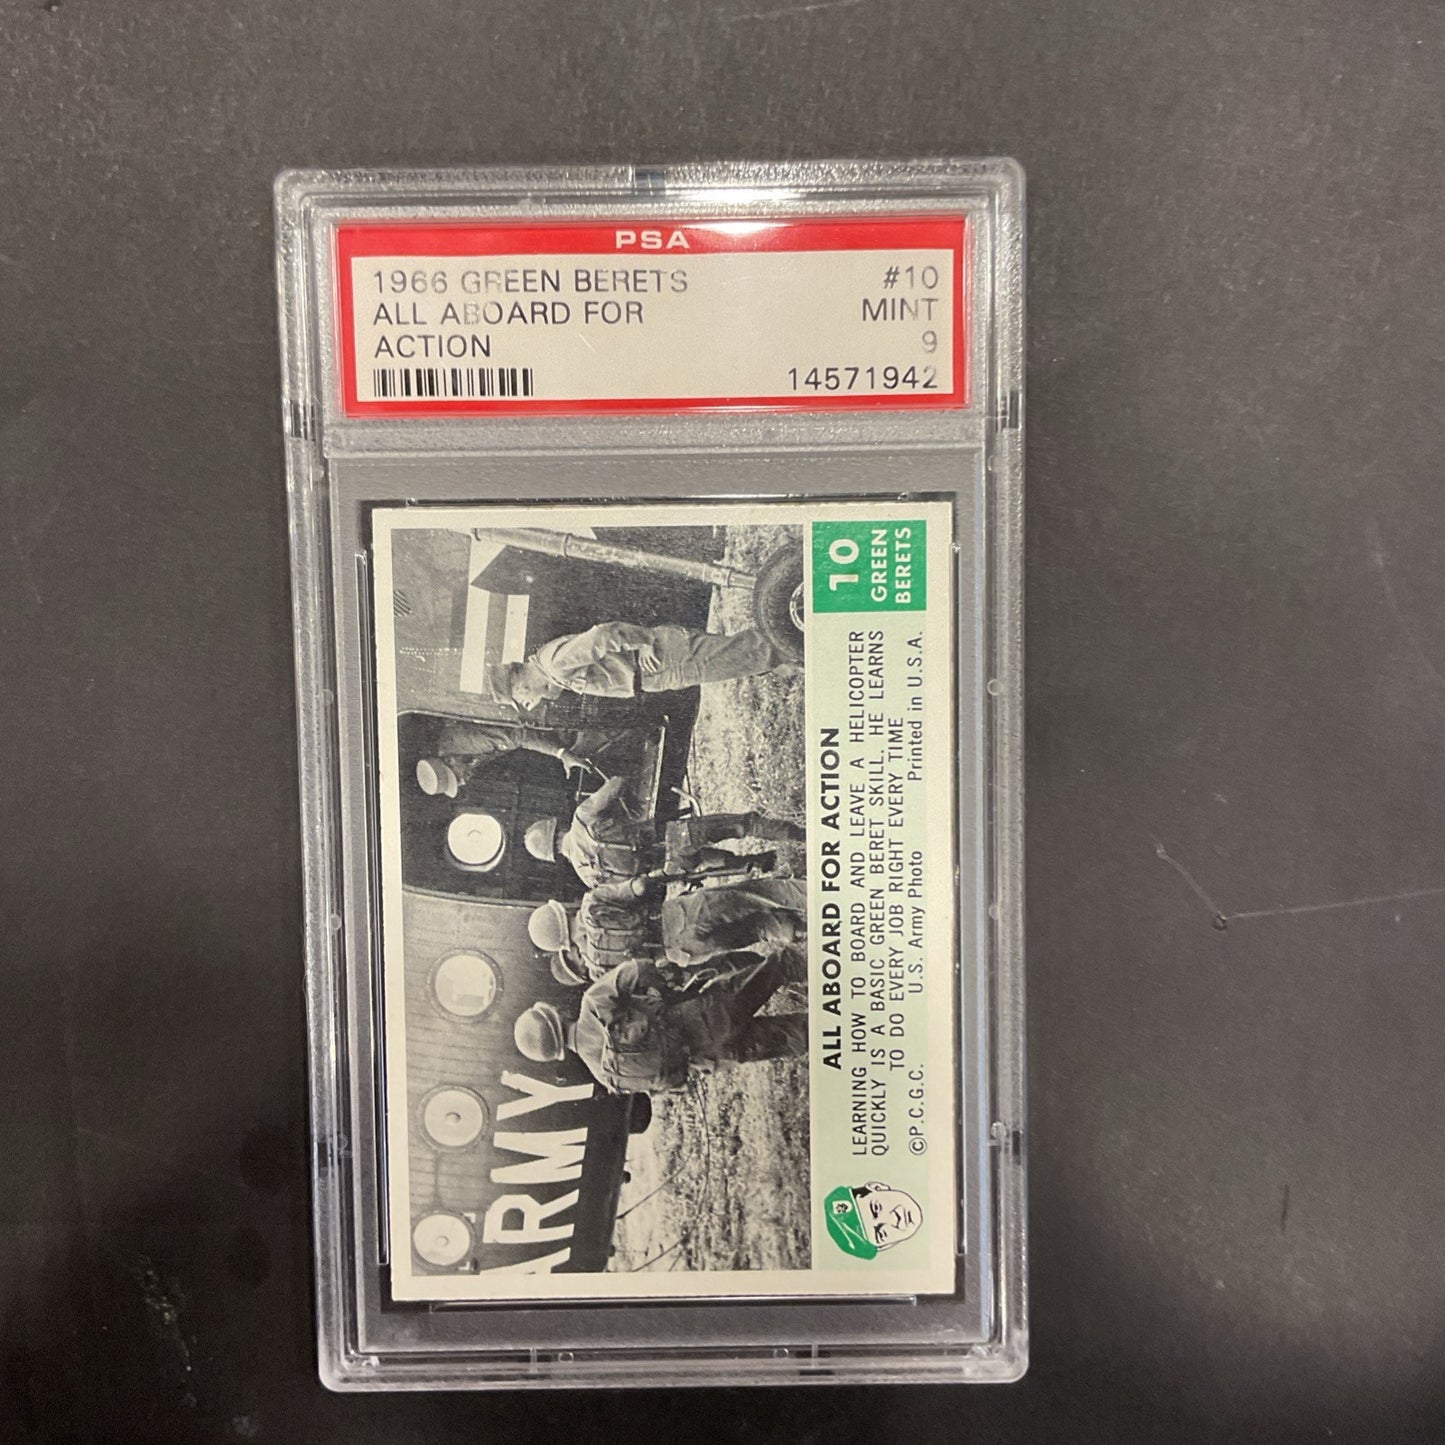 PSA
1966 GREEN BERETS #10
ALL ABOARD FOR MINT
ACTION 9
14571942
ARMY
10
GREEN
BERETS
ALL ABOARD FOR ACTION
LEARNING HOW TO BOARD AND LEAVE A HELICOPTER
QUICKLY IS A BASIC GREEN BERET SKILL. HE LEARNS
TO DO EVERY JOB RIGHT EVERY TIME
©P.C.G.C. U.S. Army Photo Printed in U.S.A.